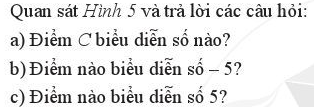 Quan sát Hình 5 và trả lời các câu hỏi:
a) Điểm C biểu diễn số nào?
b) Điểm nào biểu diễn số – 5?
c) Điểm nào biểu diễn số 5?